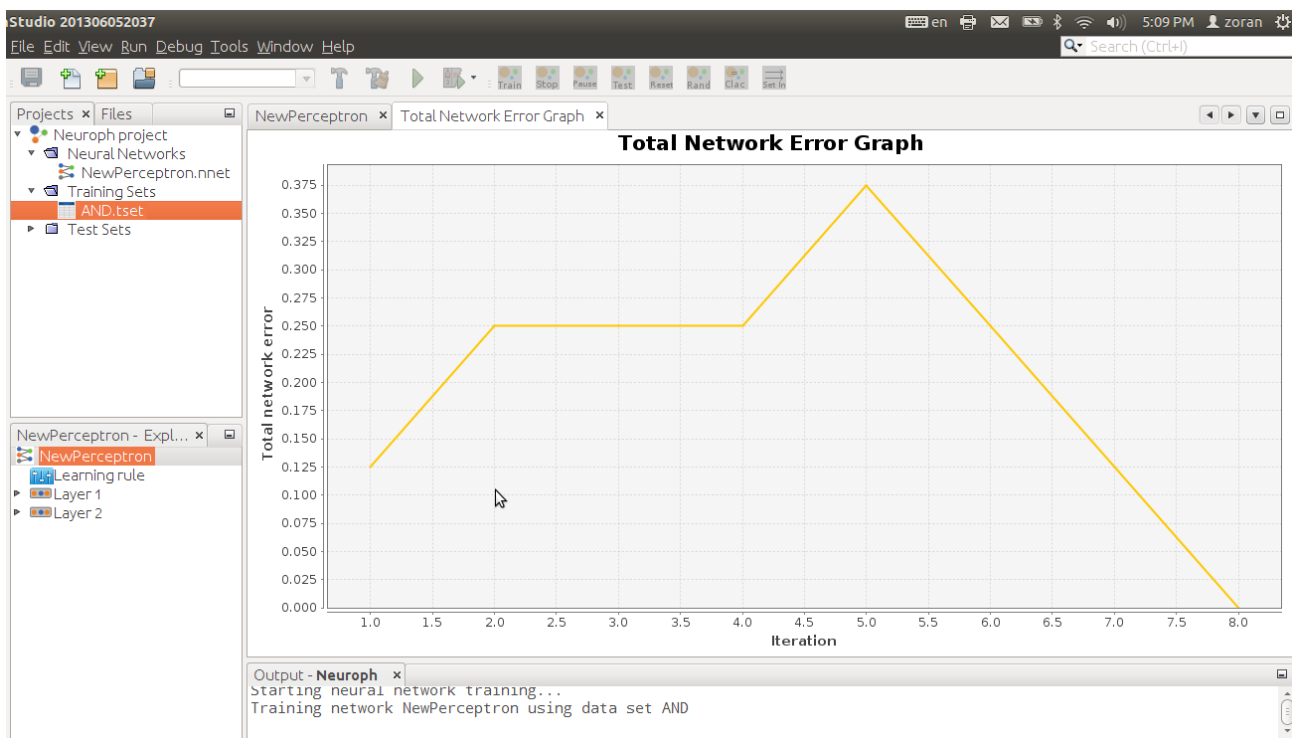 Studio 201306052037
en 5:09 PM zoran
File Edit View Run Debug Tools Window Help
Search (Ctrl+I)
Train Stop Pause Test Reset Rand Clac Set In
Projects Files
Neuroph project
Neural Networks
NewPerceptron.nnet
Training Sets
AND.tset
Test Sets
NewPerceptron - Expl...
NewPerceptron
Learning rule
Layer 1
Layer 2
NewPerceptron Total Network Error Graph
Total Network Error Graph
Total network error
0.375
0.350
0.325
0.300
0.275
0.250
0.225
0.200
0.175
0.150
0.125
0.100
0.075
0.050
0.025
0.000
1.0 1.5 2.0 2.5 3.0 3.5 4.0 4.5 5.0 5.5 6.0 6.5 7.0 7.5 8.0
Iteration
Output - Neuroph
Starting neural network training...
Training network NewPerceptron using data set AND